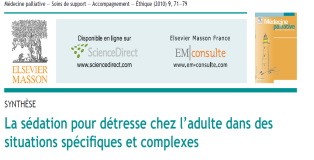 Médecine palliative — Soins de support — Accompagnement — Éthique (2010) 9, 71—79
Disponible en ligne sur
ScienceDirect
www.sciencedirect.com
Elsevier Masson France
EM|consulte
www.em-consulte.com
Médecine
palliative
ELSEVIER
MASSON
SYNTHÈSE
La sédation pour détresse chez l'adulte dans des
situations spécifiques et complexes